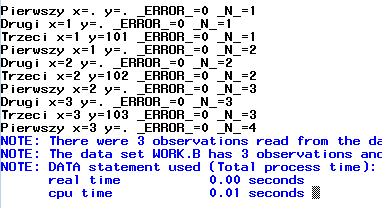 Pierwszy x=. y=. _ERROR_=0 _N_=1
Drugi x=1 y=. _ERROR_=0 _N_=1
Trzeci x=1 y=101 _ERROR_=0 _N_=1
Pierwszy x=1 y=. _ERROR_=0 _N_=2
Drugi x=2 y=. _ERROR_=0 _N_=2
Trzeci x=2 y=102 _ERROR_=0 _N_=2
Pierwszy x=2 y=. _ERROR_=0 _N_=3
Drugi x=3 y=. _ERROR_=0 _N_=3
Trzeci x=3 y=103 _ERROR_=0 _N_=3
Pierwszy x=3 y=. _ERROR_=0 _N_=4
NOTE: There were 3 observations read from the da
NOTE: The data set WORK.B has 3 observations and
NOTE: DATA statement used (Total process time):
real time 0.00 seconds
cpu time 0.01 seconds